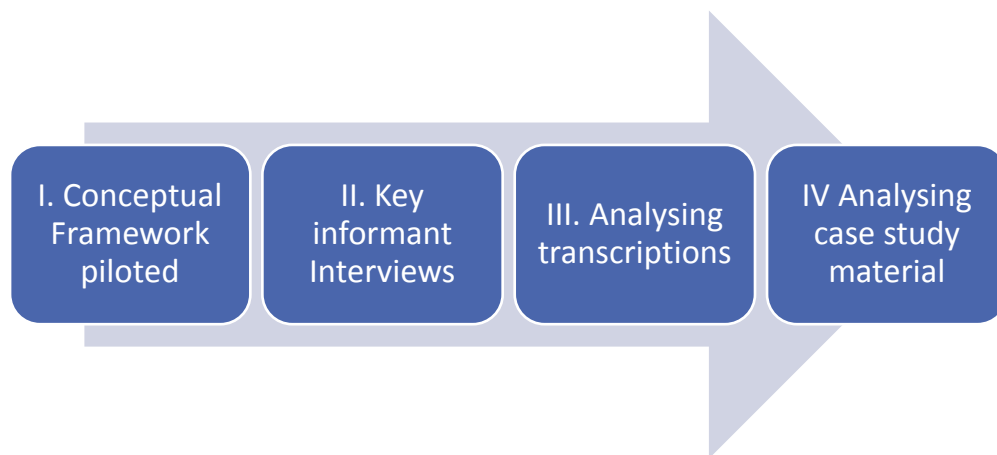 I. Conceptual
Framework
piloted
II. Key
informant
Interviews
III. Analysing
transcriptions
IV Analysing
case study
material